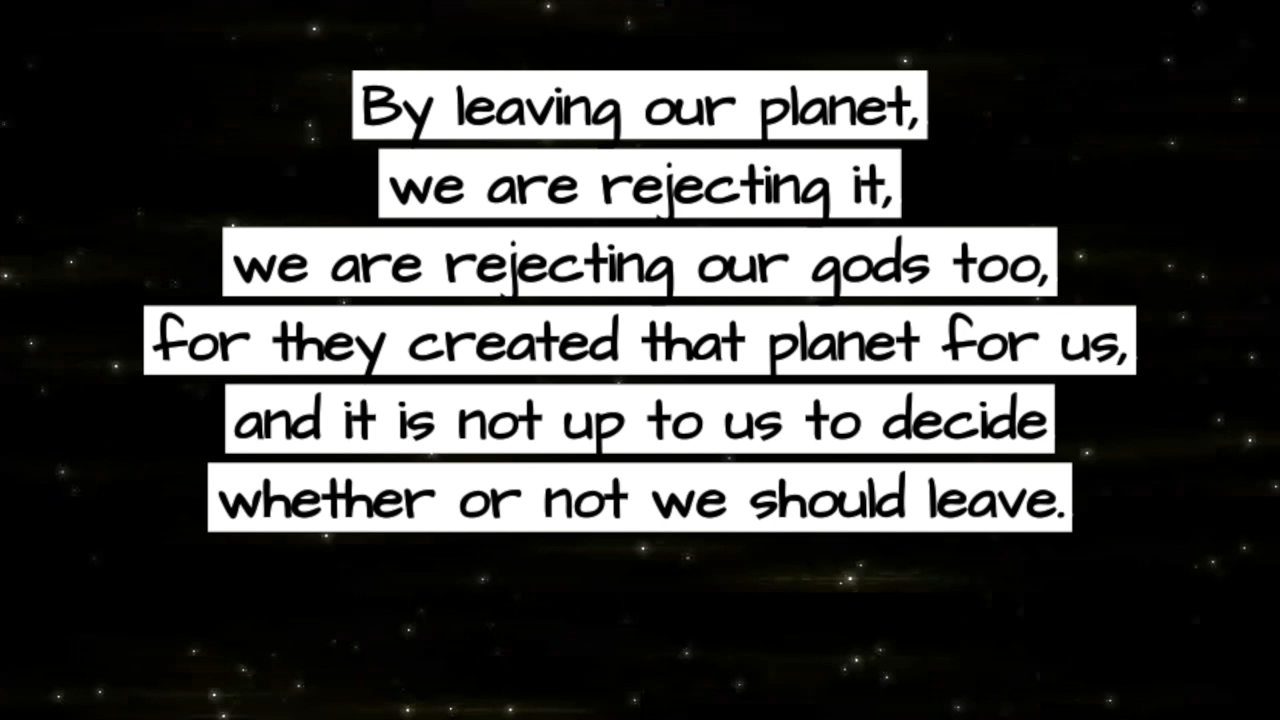 By leaving our planet,
we are rejecting it,
we are rejecting our gods too,
for they created that planet for us,
and it is not up to us to decide
whether or not we should leave.